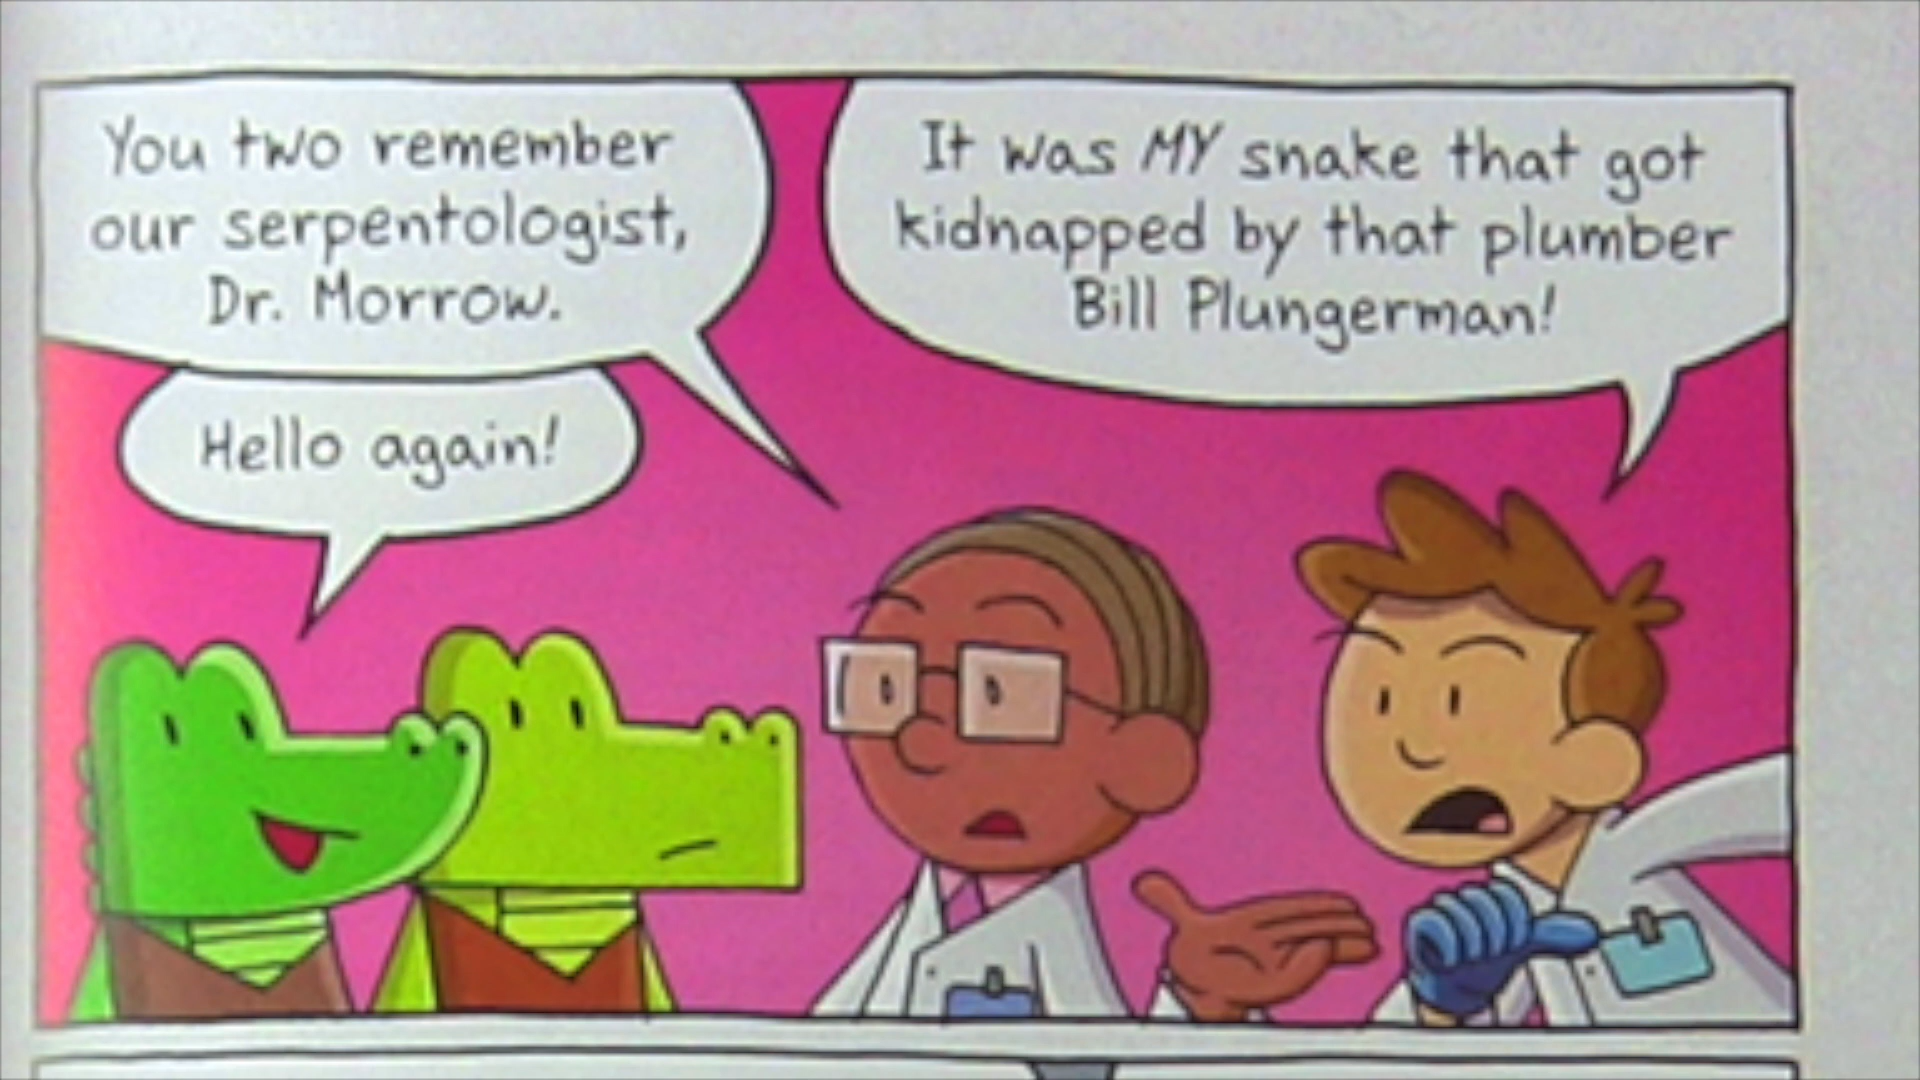 You two remember
our serpentologist,
Dr. Morrow.
Hello again!
It was MY snake that got
kidnapped by that plumber
Bill Plungerman!